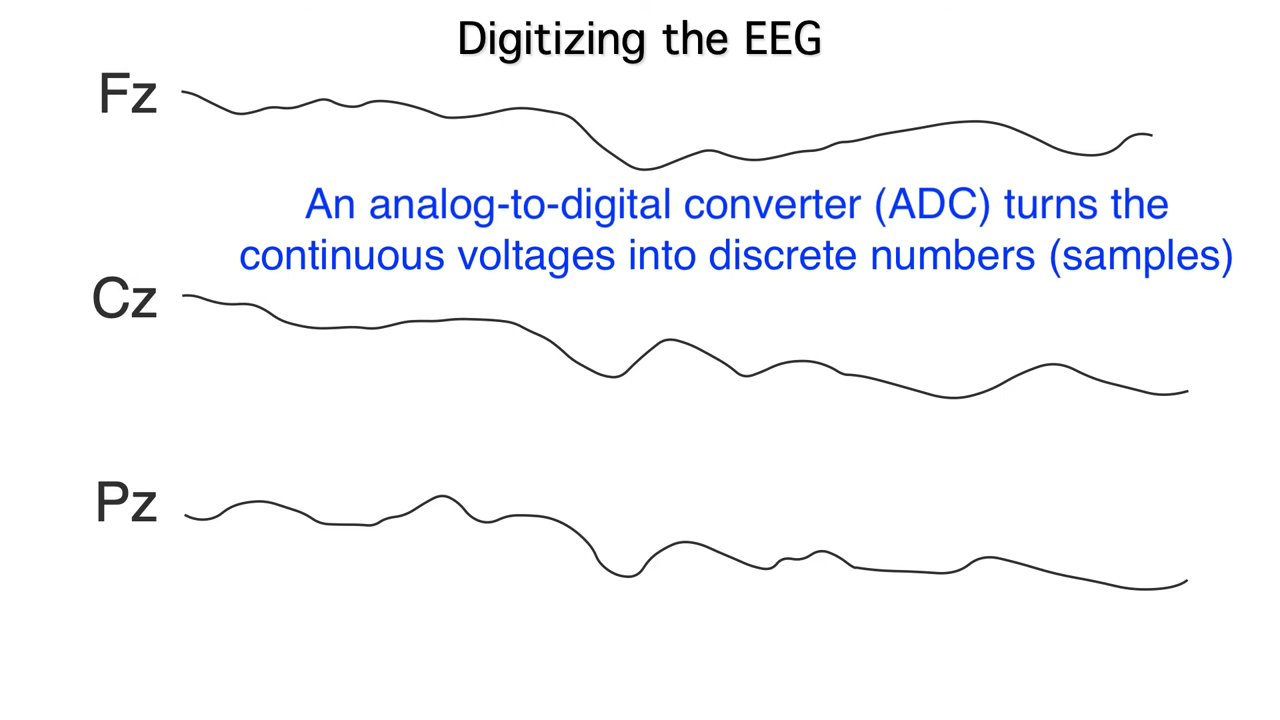 Digitizing the EEG
Fz
An analog-to-digital converter (ADC) turns the
continuous voltages into discrete numbers (samples)
Cz
Pz